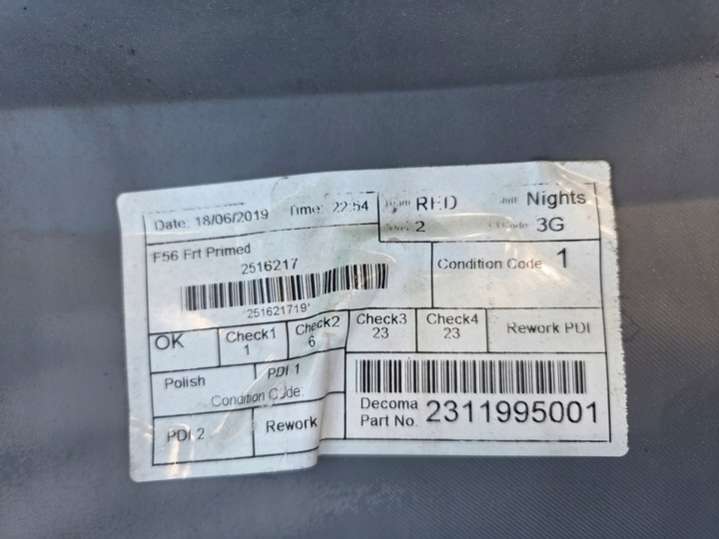 Date: 18/06/2019 Time: 22:54
RED Nights
2 3G
F56 Frt Primed
2516217
251621719
Condition Code 1
OK
Check1
1
Check2
6
Check3
23
Check4
23
Rework PDI
Polish
PDI 1
Condition Code:
PDI 2
Rework
Decoma
Part No. 2311995001